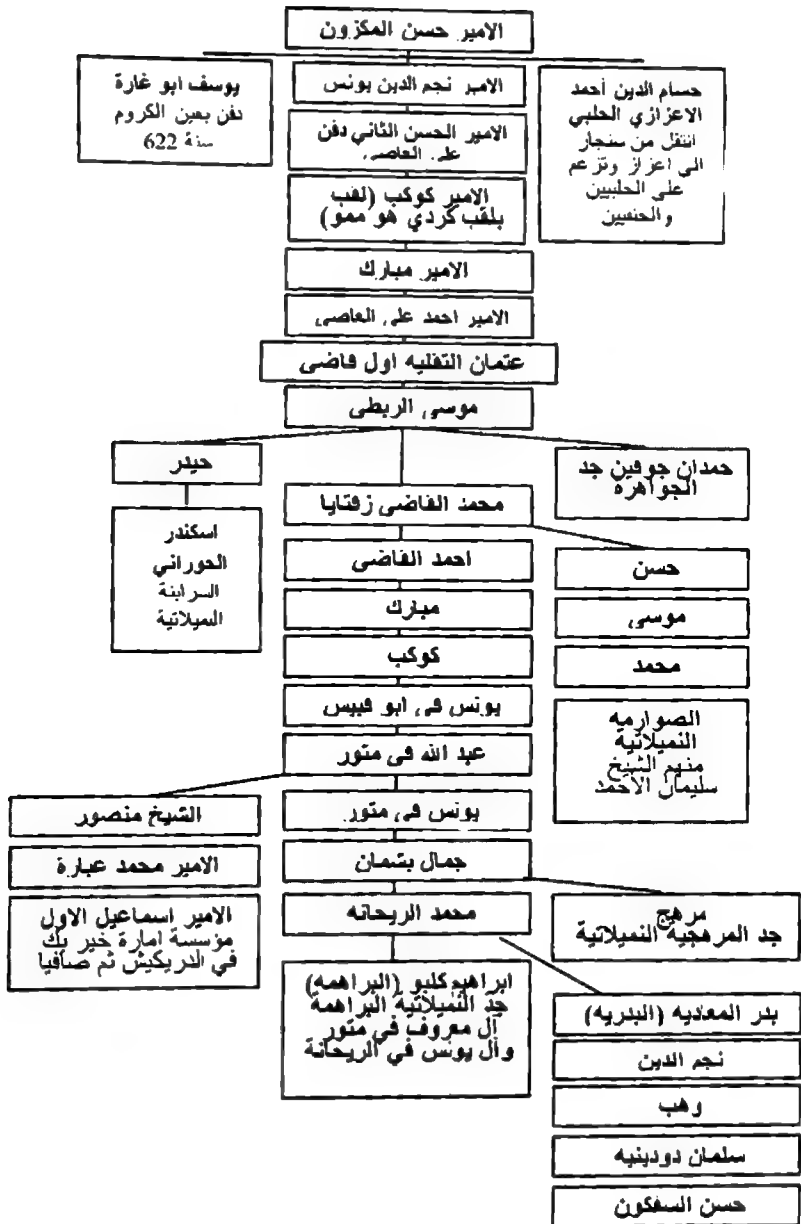 الامير حسن المكزون
حسام الدين أحمد
الاعزازي الحلبي
انتقل من سنجار
الى اعزاز وتزعم
على الحلبيين
والحنفيين
الامير نجم الدين يونس
يوسف ابو غارة
دفن بعين الكروم
سنة 622
الامير الحسن الثاني دفن
على العاصي
الامير كوكب (لقب
بلقب كردي هو ممو)
الامير مبارك
الامير احمد على العاصي
عتمان التفليه اول قاضي
موسى الربطي
حمدان جوفين جد
الجواهرة
حيدر
اسكندر
الحوراني
السرابنة
النميلاتية
محمد القاضي زفتايا
احمد القاضي
مبارك
كوكب
يونس في ابو قبيس
عبد الله في متور
حسن
موسى
محمد
الصوارمه
النميلاتية
منهم الشيخ
سليمان الاحمد
الشيخ منصور
الامير محمد عبارة
الامير اسماعيل الاول
مؤسسة امارة خير بك
في الدريكيش ثم صافيا
يونس في متور
جمال بشمان
محمد الريحانه
مرهج
جد المرهجية النميلاتية
ابراهيم كلبو (البراهمه)
جد النميلاتية البراهمة
آل معروف في متور
وآل يونس في الريحانة
بدر المعاديه (البدريه)
نجم الدين
وهب
سلمان دودبنيه
حسن السفكون